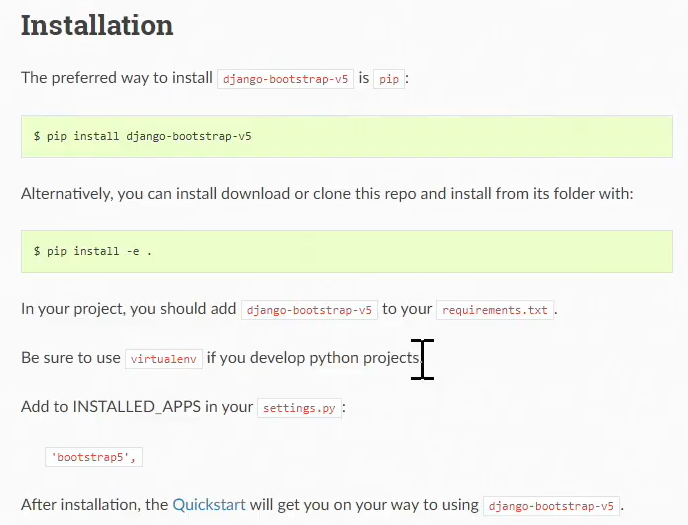 Installation
The preferred way to install django-bootstrap-v5 is pip:
$ pip install django-bootstrap-v5
Alternatively, you can install download or clone this repo and install from its folder with:
$ pip install -e .
In your project, you should add django-bootstrap-v5 to your requirements.txt.
Be sure to use virtualenv if you develop python projects.
Add to INSTALLED_APPS in your settings.py:
'bootstrap5',
After installation, the Quickstart will get you on your way to using django-bootstrap-v5.